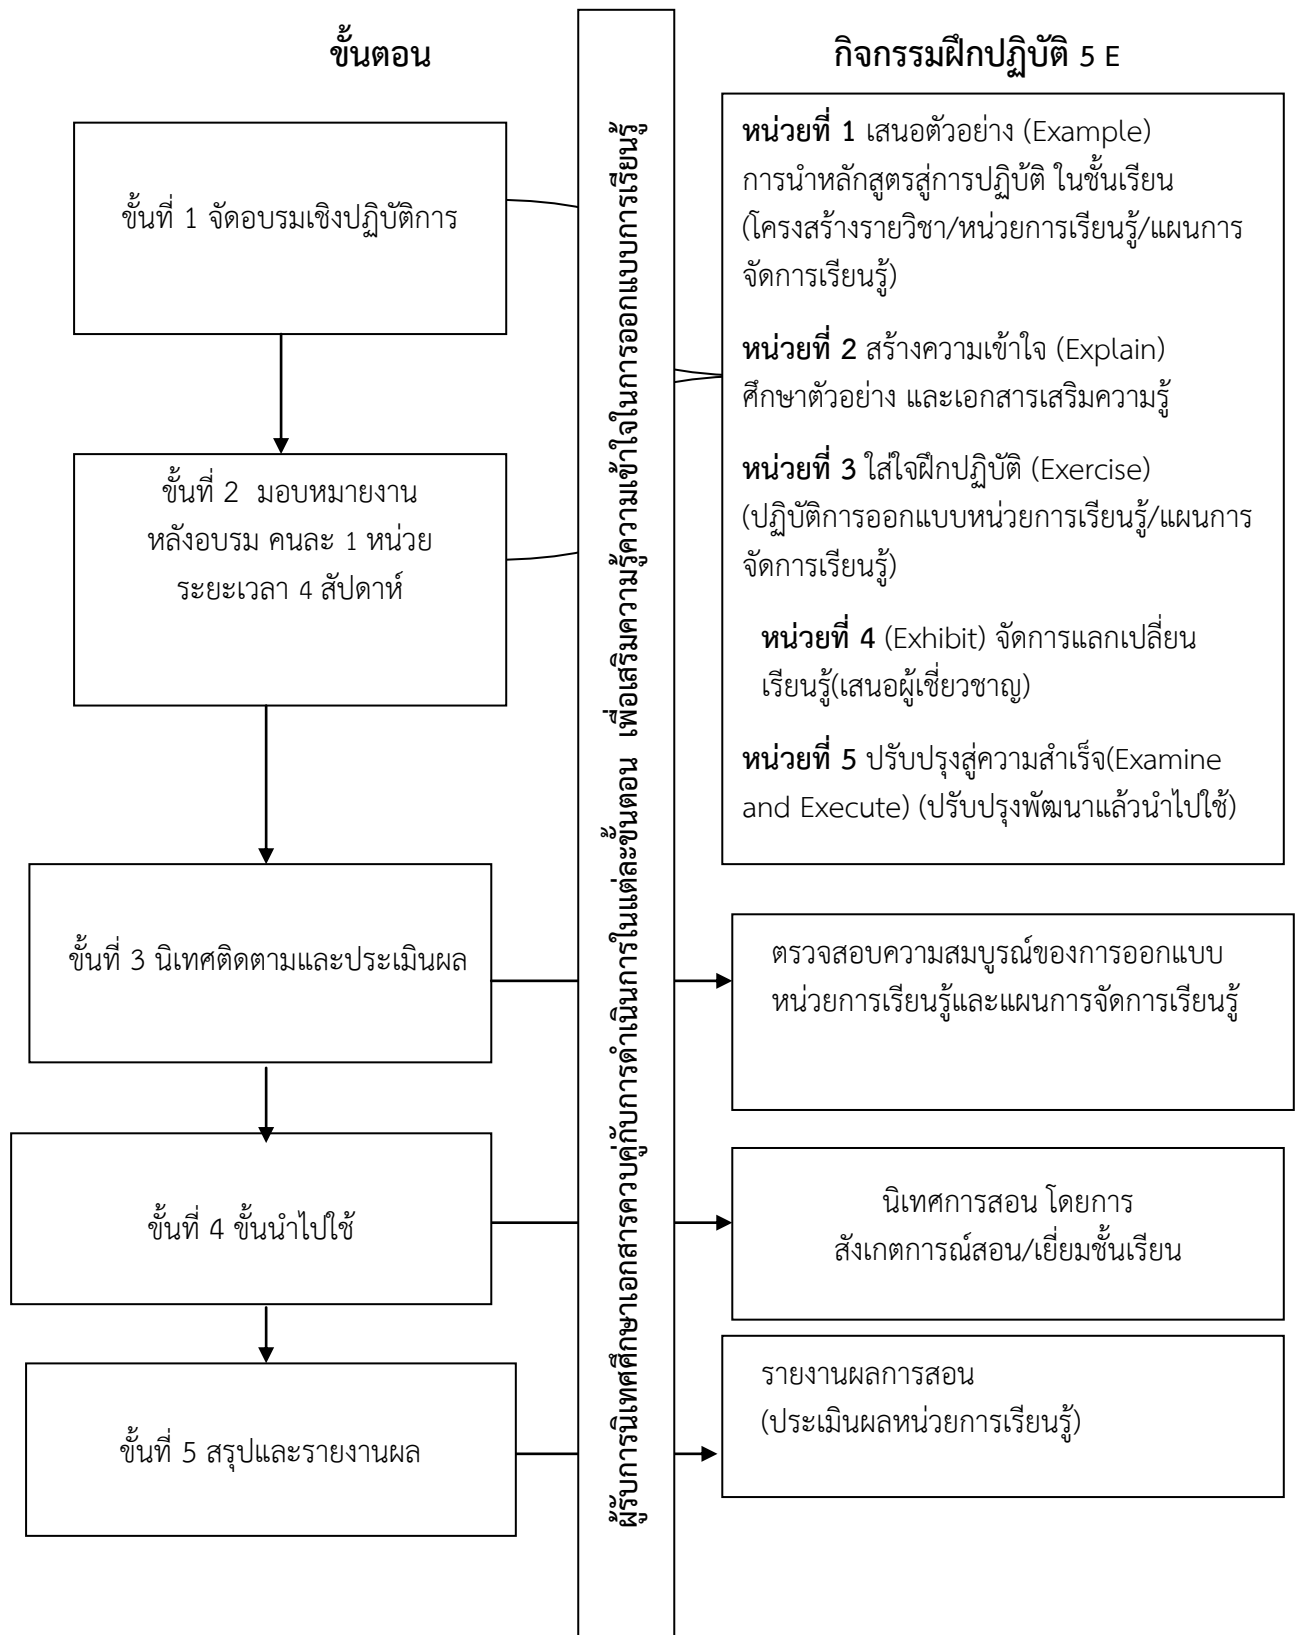 ขั้นตอน
กิจกรรมฝึกปฏิบัติ 5 E
ขั้นที่ 1 จัดอบรมเชิงปฏิบัติการ
ขั้นที่ 2 มอบหมายงาน
หลังอบรม คนละ 1 หน่วย
ระยะเวลา 4 สัปดาห์
ขั้นที่ 3 นิเทศติดตามและประเมินผล
ขั้นที่ 4 ขั้นนำไปใช้
ขั้นที่ 5 สรุปและรายงานผล
ผู้รับการนิเทศศึกษาเอกสารควบคู่กับการดำเนินการในแต่ละขั้นตอน เพื่อเสริมความรู้ความเข้าใจในการออกแบบการเรียนรู้
หน่วยที่ 1 เสนอตัวอย่าง (Example)
การนำหลักสูตรสู่การปฏิบัติ ในชั้นเรียน
(โครงสร้างรายวิชา/หน่วยการเรียนรู้/แผนการ
จัดการเรียนรู้)
หน่วยที่ 2 สร้างความเข้าใจ (Explain)
ศึกษาตัวอย่าง และเอกสารเสริมความรู้
หน่วยที่ 3 ใส่ใจฝึกปฏิบัติ (Exercise)
(ปฏิบัติการออกแบบหน่วยการเรียนรู้/แผนการ
จัดการเรียนรู้)
หน่วยที่ 4 (Exhibit) จัดการแลกเปลี่ยน
เรียนรู้(เสนอผู้เชี่ยวชาญ)
หน่วยที่ 5 ปรับปรุงสู่ความสำเร็จ(Examine
and Execute) (ปรับปรุงพัฒนาแล้วนำไปใช้)
ตรวจสอบความสมบูรณ์ของการออกแบบ
หน่วยการเรียนรู้และแผนการจัดการเรียนรู้
นิเทศการสอน โดยการ
สังเกตการณ์สอน/เยี่ยมชั้นเรียน
รายงานผลการสอน
(ประเมินผลหน่วยการเรียนรู้)